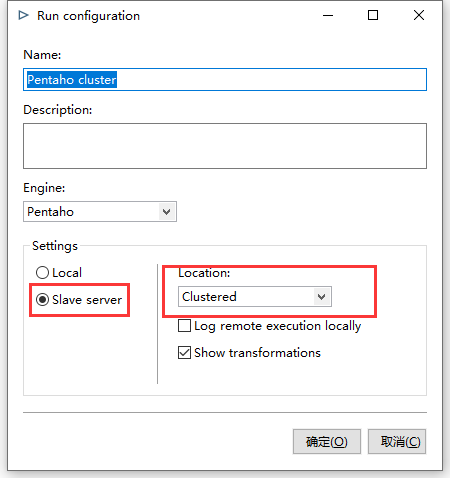 Run configuration
Name:
Pentaho cluster
Description:
Engine:
Pentaho
Settings
Local
Slave server
Location:
Clustered
Log remote execution locally
Show transformations
确定(O)
取消(C)